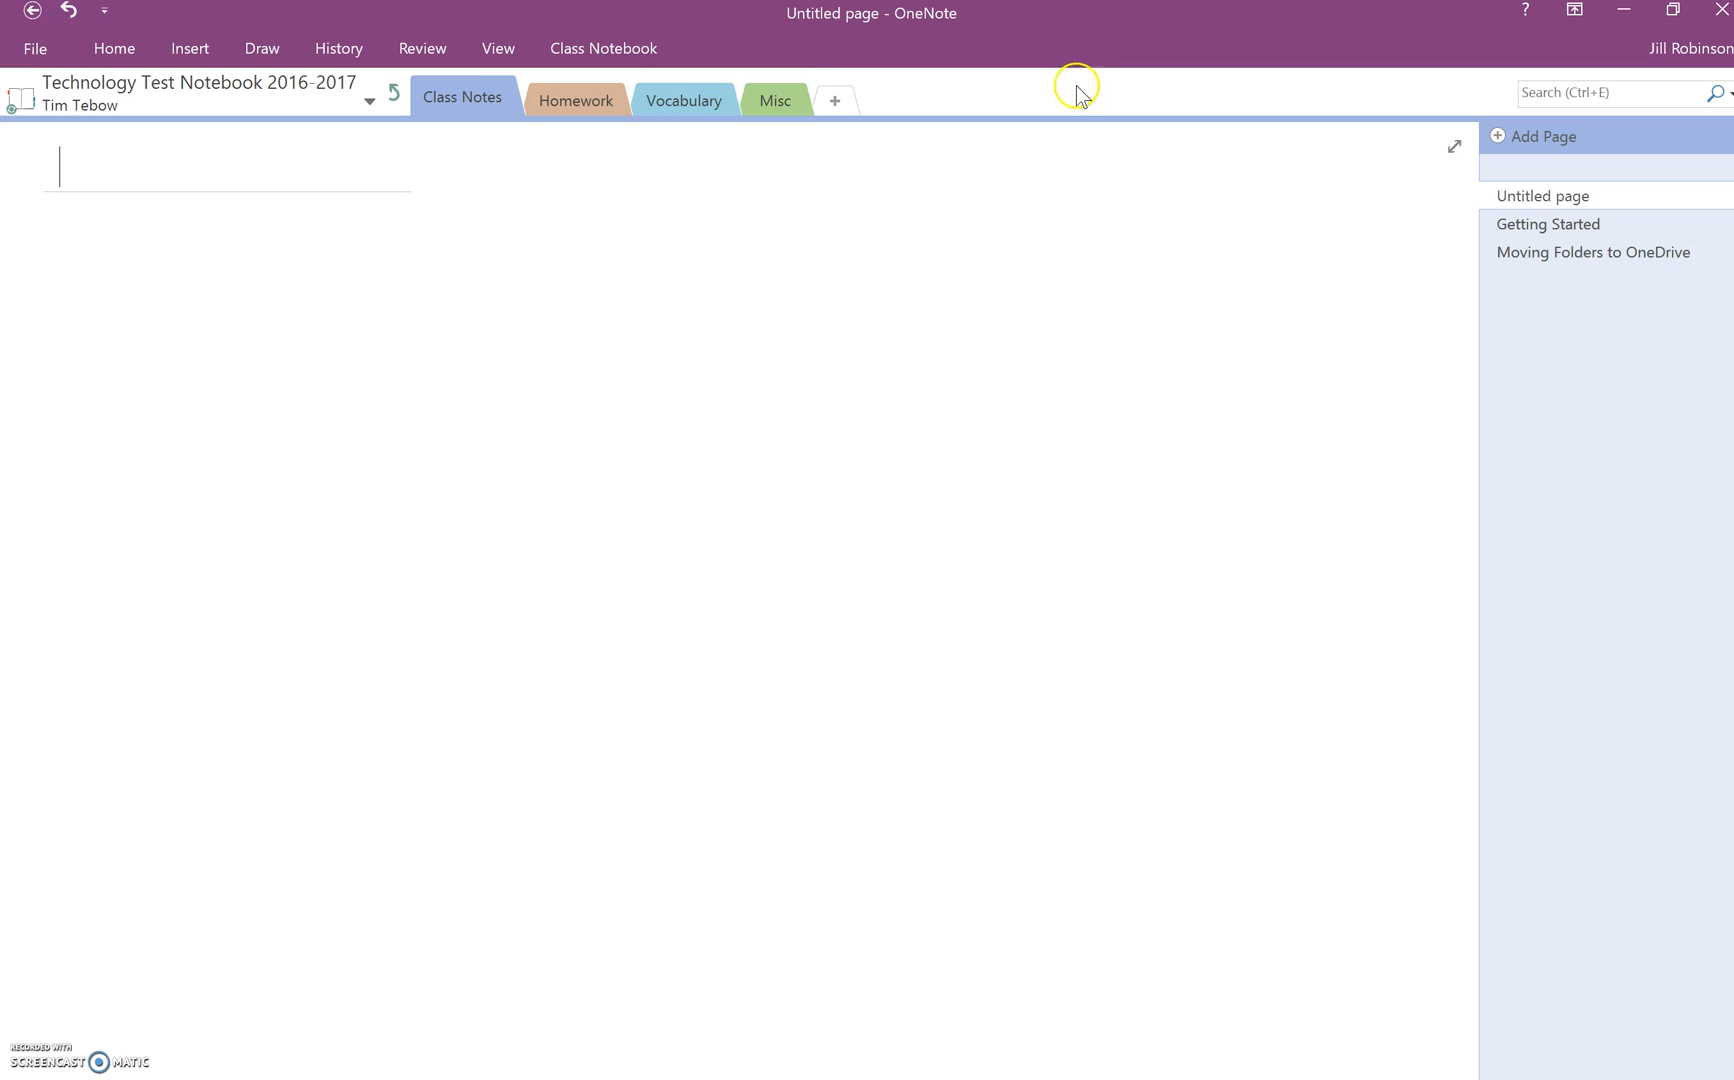 Untitled page - OneNote
?
File Home Insert Draw History Review View Class Notebook Jill Robinson
Technology Test Notebook 2016-2017
Tim Tebow
Class Notes Homework Vocabulary Misc +
Search (Ctrl+E)
Add Page
Untitled page
Getting Started
Moving Folders to OneDrive
RECORDED WITH
SCREENCAST MATIC